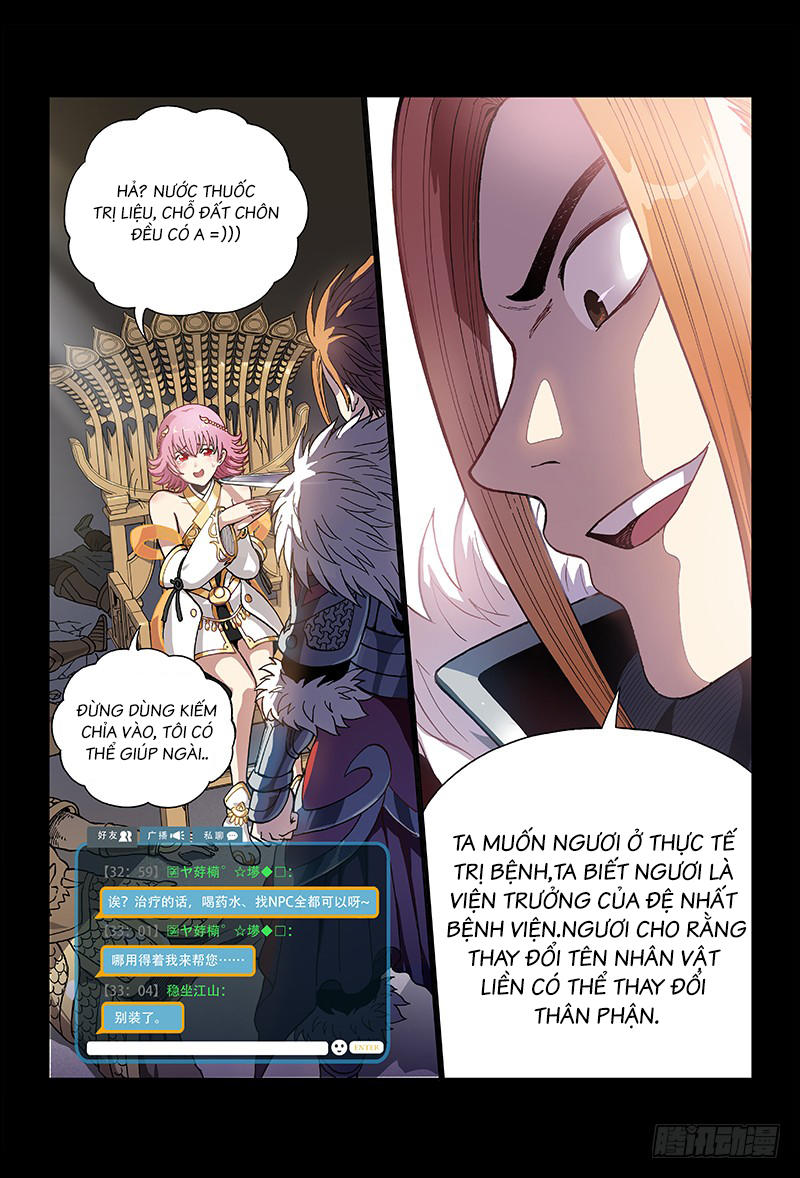 HẢ? NƯỚC THUỐC
TRỊ LIỆU, CHỖ ĐẤT CHÔN
ĐỀU CÓ A =)))
ĐỪNG DÙNG KIẾM
CHỈA VÀO, TÔI CÓ
THỂ GIÚP NGÀI..
好友 广播 私聊
[32:59]
诶？治疗的话，喝药水、找NPC全都可以呀~
[33:01]
哪用得着我来帮您……
[33:04] 稳坐江山：
别装了。
ENTER
TA MUỐN NGƯƠI Ở THỰC TẾ
TRỊ BỆNH,TA BIẾT NGƯƠI LÀ
VIỆN TRƯỞNG CỦA ĐỆ NHẤT
BỆNH VIỆN.NGƯƠI CHO RẰNG
THAY ĐỔI TÊN NHÂN VẬT
LIỀN CÓ THỂ THAY ĐỔI
THÂN PHẬN.
腾讯动漫